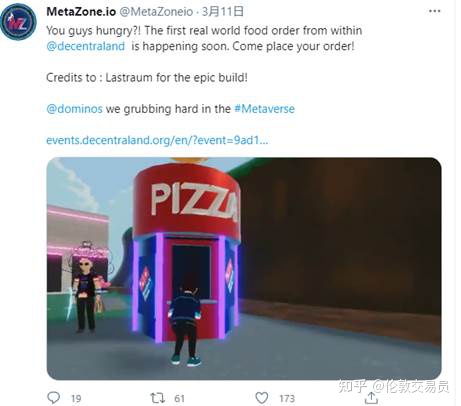 MetaZone.io @MetaZoneio · 3月11日
You guys hungry?! The first real world food order from within
@decentraland is happening soon. Come place your order!
Credits to : Lastraum for the epic build!
@dominos we grubbing hard in the #Metaverse
events.decentraland.org/en/?event=9ad1...
PIZZA
19
61
173
知乎 @伦敦交易员